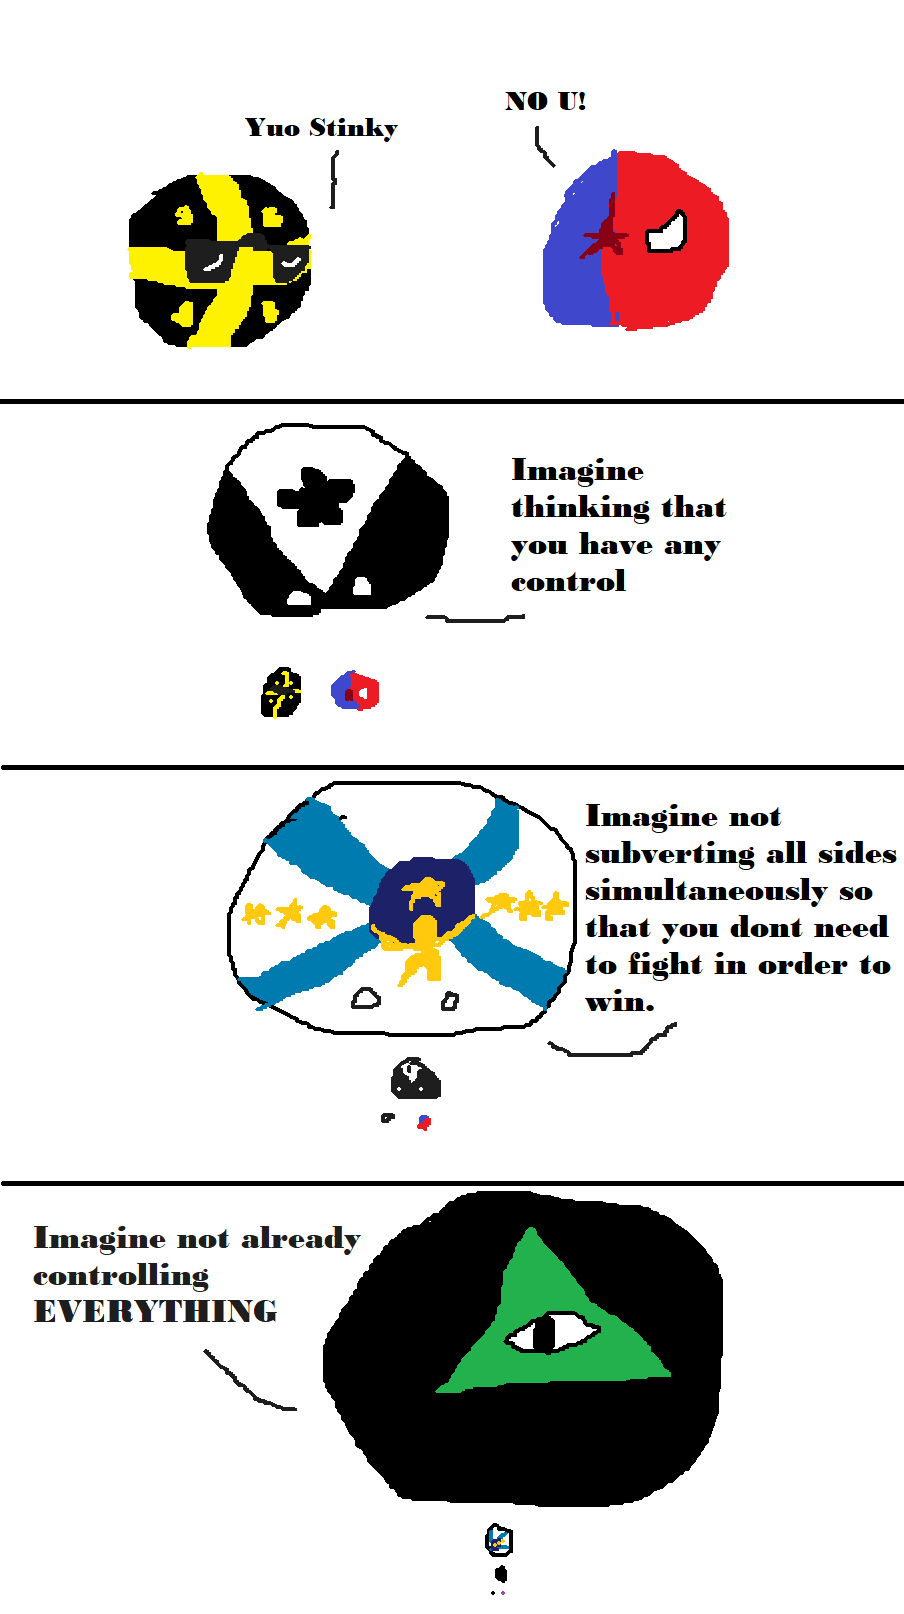 Yuo Stinky
NO U!
Imagine
thinking that
you have any
control
Imagine not
subverting all sides
simultaneously so
that you dont need
to fight in order to
win.
Imagine not already
controlling
EVERYTHING